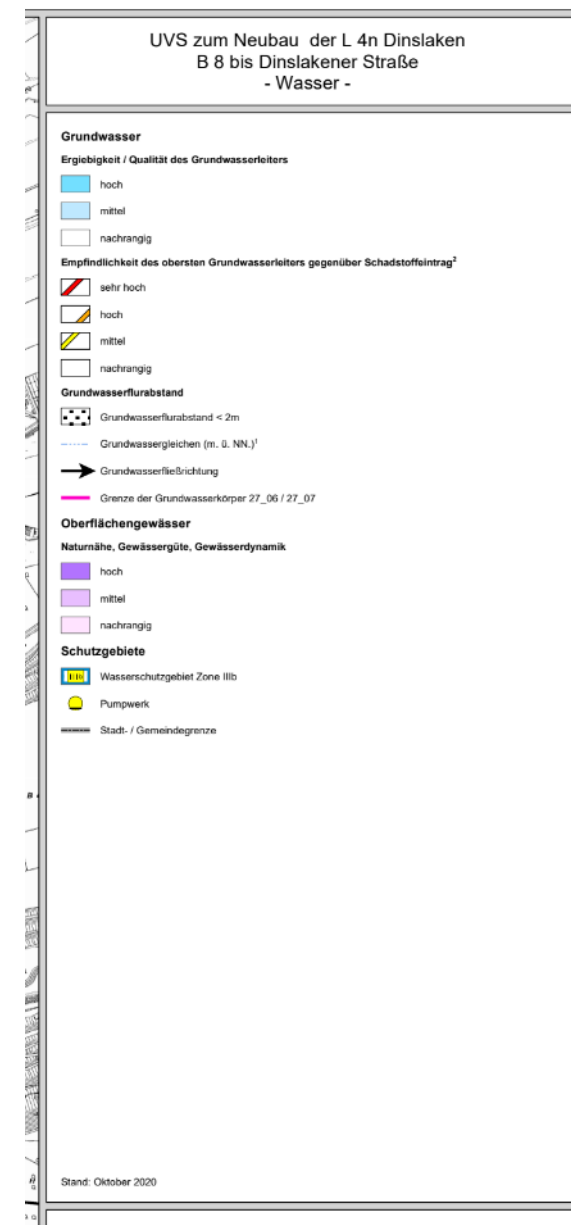 UVS zum Neubau der L 4n Dinslaken
B 8 bis Dinslakener Straße
- Wasser -
Grundwasser
Ergiebigkeit / Qualität des Grundwasserleiters
hoch
mittel
nachrangig
Empfindlichkeit des obersten Grundwasserleiters gegenüber Schadstoffeintrag²
sehr hoch
hoch
mittel
nachrangig
Grundwasserflurabstand
Grundwasserflurabstand < 2m
Grundwassergleichen (m. ü. NN.)¹
Grundwasserfließrichtung
Grenze der Grundwasserkörper 27_06 / 27_07
Oberflächengewässer
Naturnähe, Gewässergüte, Gewässerdynamik
hoch
mittel
nachrangig
Schutzgebiete
Wasserschutzgebiet Zone IIIb
Pumpwerk
Stadt- / Gemeindegrenze
Stand: Oktober 2020